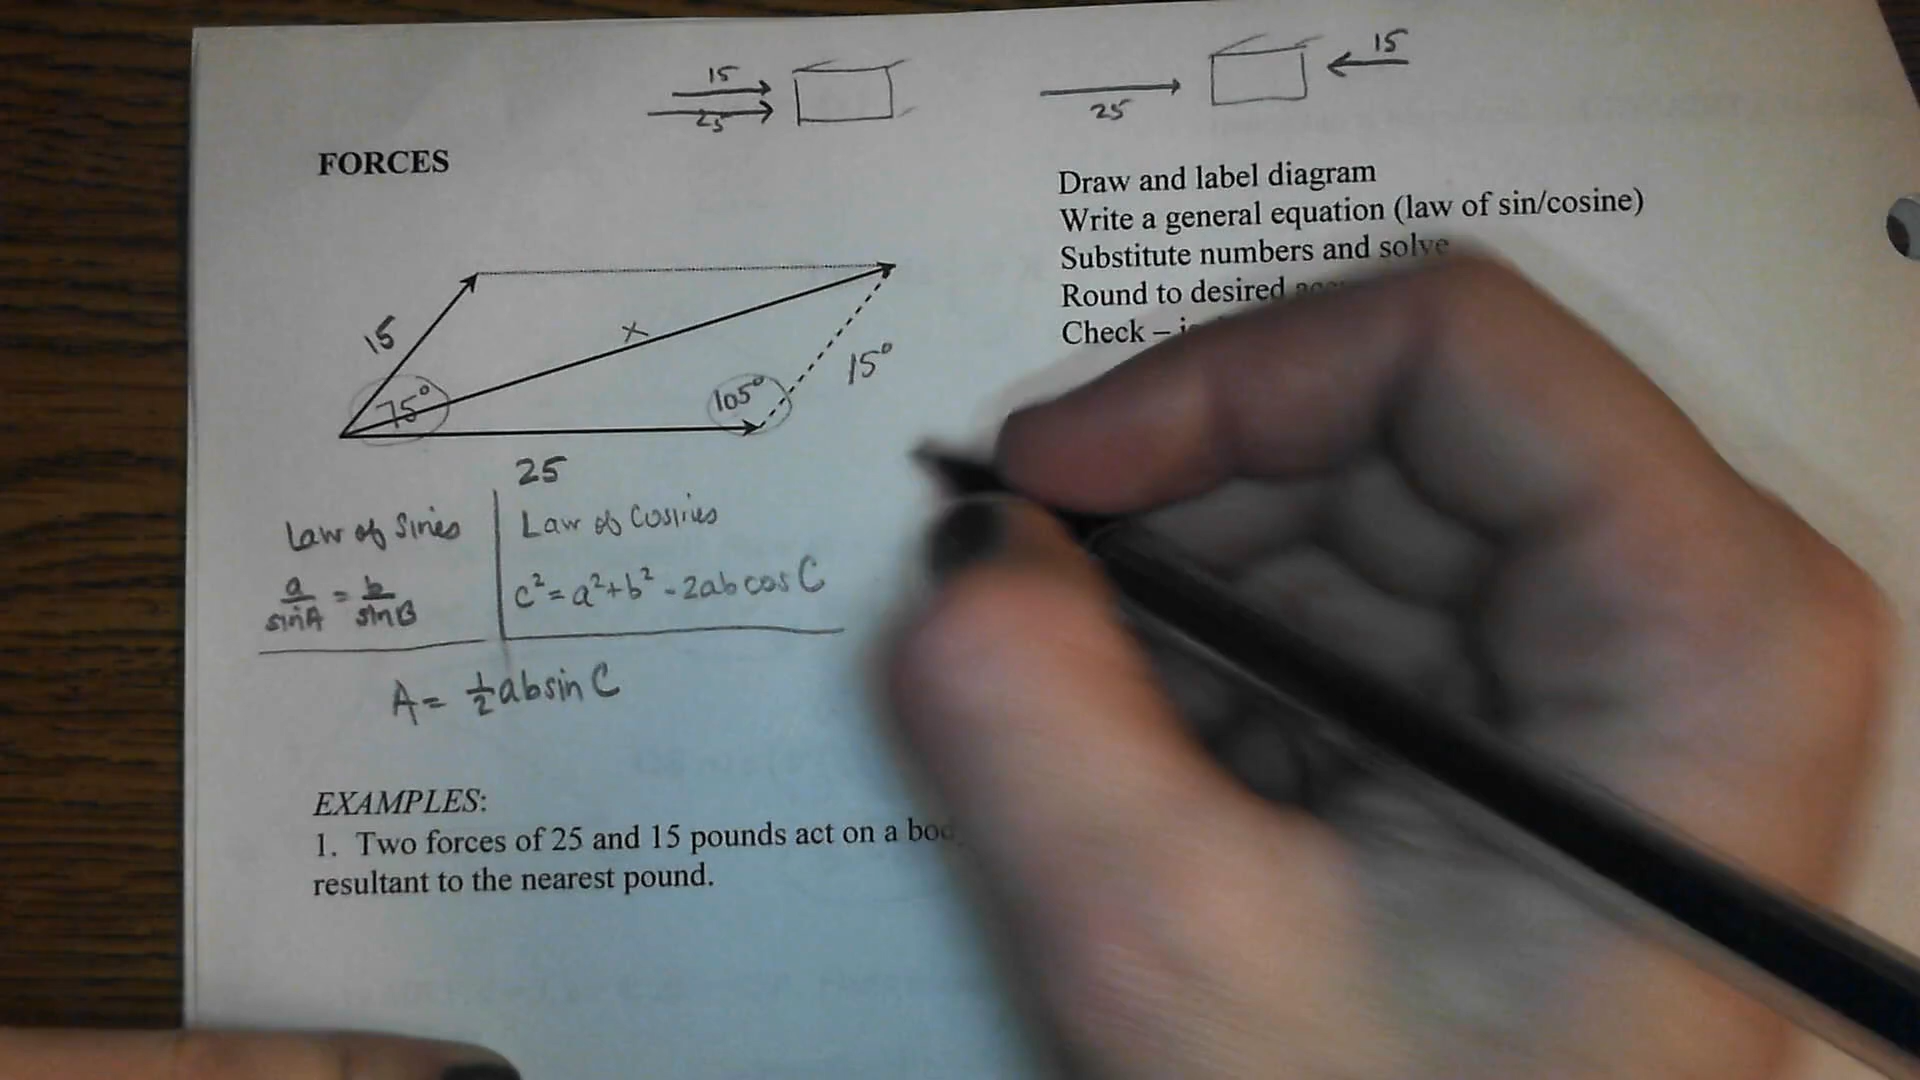 15
25
25
15
FORCES
Draw and label diagram
Write a general equation (law of sin/cosine)
Substitute numbers and solve
Round to desired
Check –
15
x
75°
105°
15°
25
Law of Sines
Law of Cosines
a/sinA = b/sinB
c² = a² + b² - 2ab cos C
A = 1/2 ab sin C
EXAMPLES:
1. Two forces of 25 and 15 pounds act on a
resultant to the nearest pound.